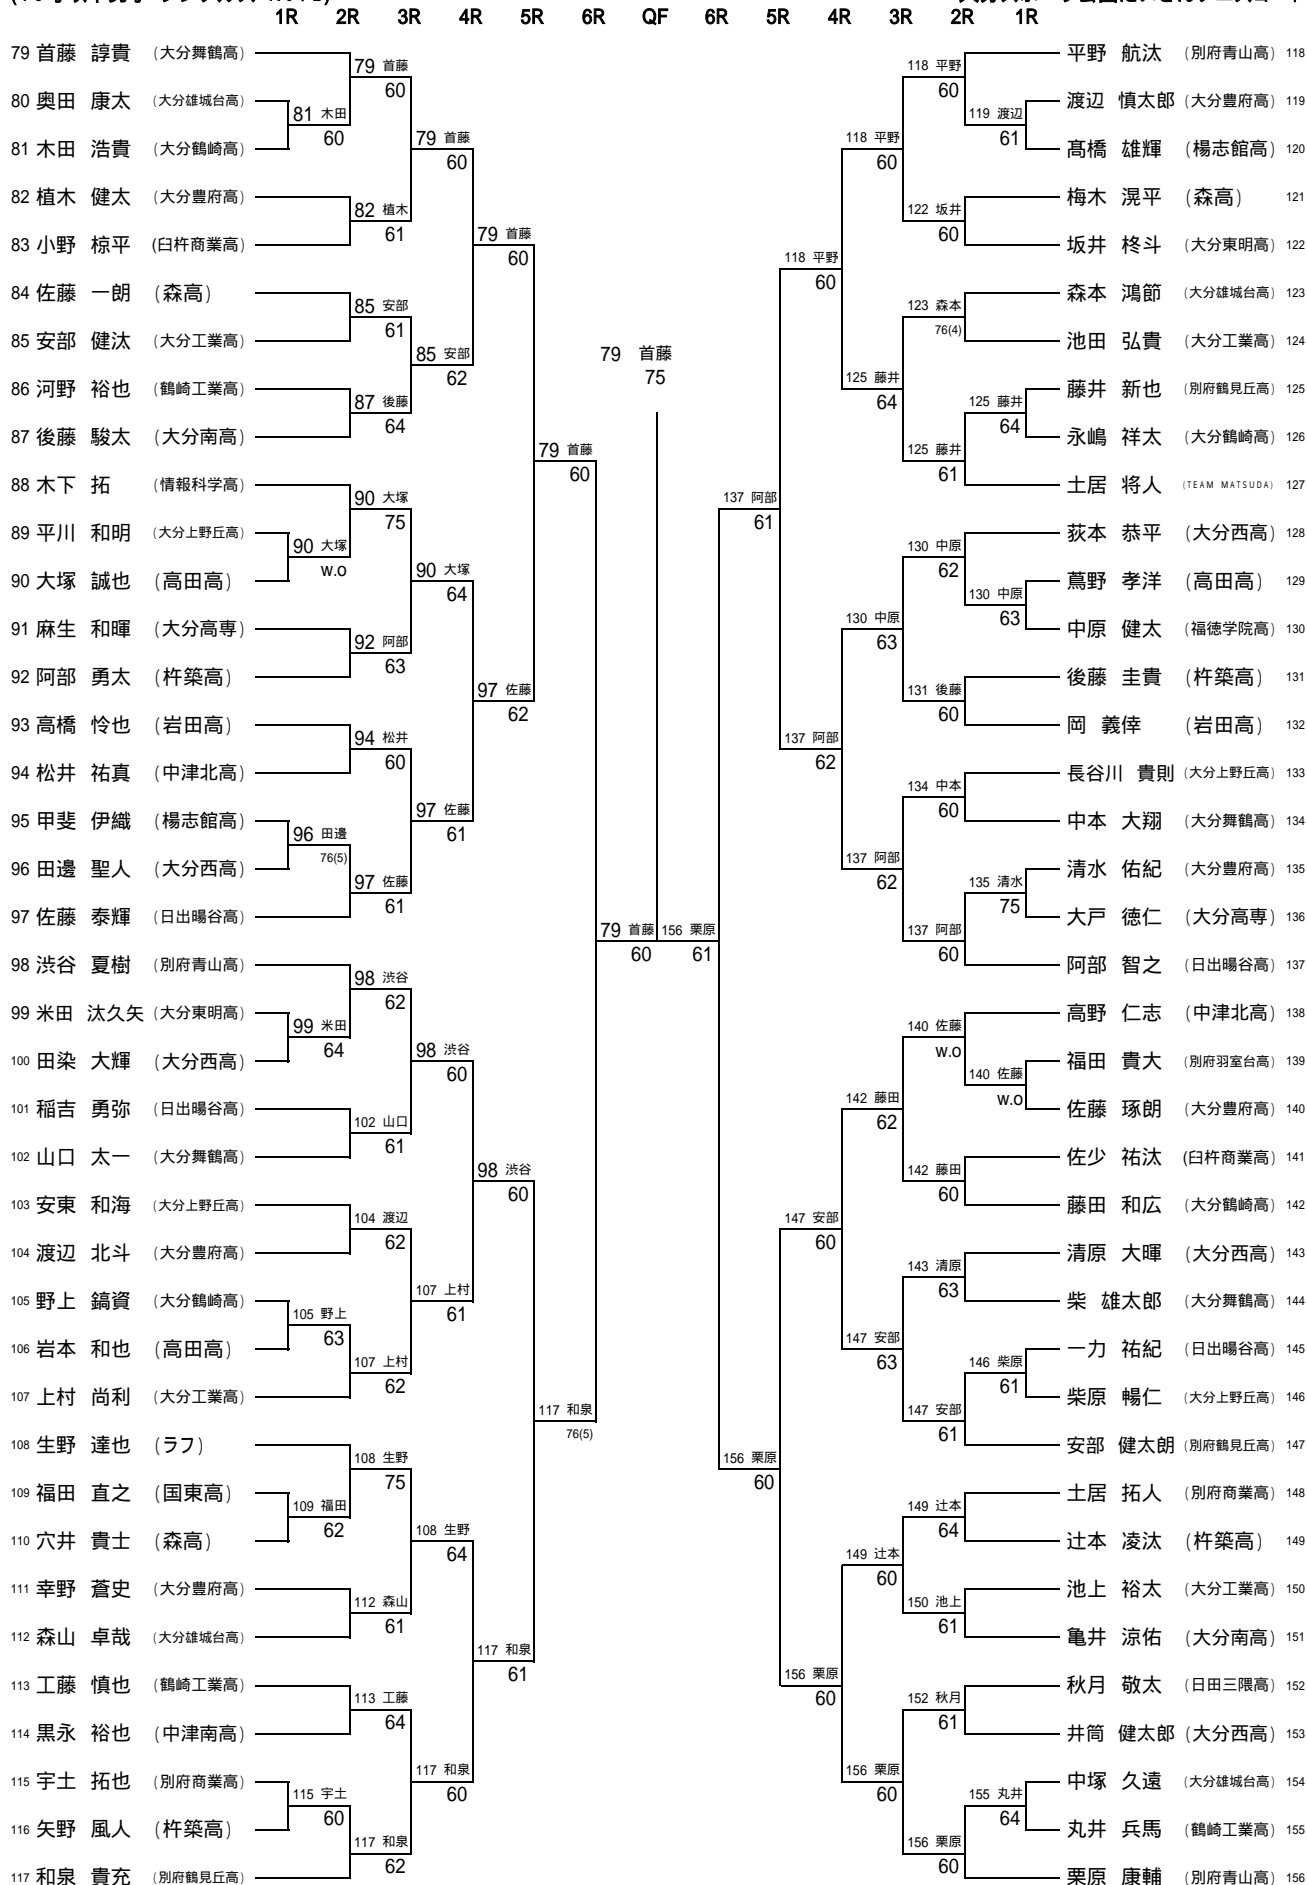 1R 2R 3R 4R 5R 6R QF 6R 5R 4R 3R 2R 1R
79 首藤 諄貴 (大分舞鶴高)
80 奥田 康太 (大分雄城台高)
81 木田 浩貴 (大分鶴崎高)
82 植木 健太 (大分豊府高)
83 小野 椋平 (臼杵商業高)
84 佐藤 一朗 (森高)
85 安部 健汰 (大分工業高)
86 河野 裕也 (鶴崎工業高)
87 後藤 駿太 (大分南高)
88 木下 拓 (情報科学高)
89 平川 和明 (大分上野丘高)
90 大塚 誠也 (高田高)
91 麻生 和暉 (大分高専)
92 阿部 勇太 (杵築高)
93 高橋 怜也 (岩田高)
94 松井 祐真 (中津北高)
95 甲斐 伊織 (楊志館高)
96 田邊 聖人 (大分西高)
97 佐藤 泰輝 (日出暘谷高)
98 渋谷 夏樹 (別府青山高)
99 米田 汰久矢 (大分東明高)
100 田染 大輝 (大分西高)
101 稲吉 勇弥 (日出暘谷高)
102 山口 太一 (大分舞鶴高)
103 安東 和海 (大分上野丘高)
104 渡辺 北斗 (大分豊府高)
105 野上 鎬資 (大分鶴崎高)
106 岩本 和也 (高田高)
107 上村 尚利 (大分工業高)
108 生野 達也 (ラフ)
109 福田 直之 (国東高)
110 穴井 貴士 (森高)
111 幸野 蒼史 (大分豊府高)
112 森山 卓哉 (大分雄城台高)
113 工藤 慎也 (鶴崎工業高)
114 黒永 裕也 (中津南高)
115 宇土 拓也 (別府商業高)
116 矢野 風人 (杵築高)
117 和泉 貴充 (別府鶴見丘高)
81 木田
60
90 大塚
w.o
96 田邊
76(5)
99 米田
64
105 野上
63
109 福田
62
115 宇土
60
79 首藤
60
82 植木
61
85 安部
61
87 後藤
64
90 大塚
75
92 阿部
63
94 松井
60
97 佐藤
61
98 渋谷
62
102 山口
61
104 渡辺
62
107 上村
62
108 生野
75
112 森山
61
113 工藤
64
117 和泉
62
79 首藤
60
85 安部
62
90 大塚
64
97 佐藤
61
98 渋谷
60
107 上村
61
108 生野
64
117 和泉
60
79 首藤
60
97 佐藤
62
98 渋谷
60
117 和泉
61
79 首藤
60
117 和泉
76(5)
79 首藤
60
79 首藤
75
156 栗原
61
137 阿部
61
156 栗原
60
118 平野
60
137 阿部
62
147 安部
60
156 栗原
60
118 平野
60
125 藤井
64
130 中原
63
137 阿部
62
142 藤田
62
147 安部
63
149 辻本
60
156 栗原
60
118 平野
60
122 坂井
60
123 森本
76(4)
125 藤井
61
130 中原
62
131 後藤
60
134 中本
60
137 阿部
60
140 佐藤
w.o
142 藤田
60
143 清原
63
147 安部
61
149 辻本
64
150 池上
61
152 秋月
61
156 栗原
60
119 渡辺
61
125 藤井
64
130 中原
63
135 清水
75
140 佐藤
w.o
146 柴原
61
155 丸井
64
平野 航汰 (別府青山高) 118
渡辺 慎太郎 (大分豊府高) 119
髙橋 雄輝 (楊志館高) 120
梅木 滉平 (森高) 121
坂井 柊斗 (大分東明高) 122
森本 鴻節 (大分雄城台高) 123
池田 弘貴 (大分工業高) 124
藤井 新也 (別府鶴見丘高) 125
永嶋 祥太 (大分鶴崎高) 126
土居 将人 (TEAM MATSUDA) 127
荻本 恭平 (大分西高) 128
蔦野 孝洋 (高田高) 129
中原 健太 (福徳学院高) 130
後藤 圭貴 (杵築高) 131
岡 義倖 (岩田高) 132
長谷川 貴則 (大分上野丘高) 133
中本 大翔 (大分舞鶴高) 134
清水 佑紀 (大分豊府高) 135
大戸 徳仁 (大分高専) 136
阿部 智之 (日出暘谷高) 137
高野 仁志 (中津北高) 138
福田 貴大 (別府羽室台高) 139
佐藤 琢朗 (大分豊府高) 140
佐少 祐汰 (臼杵商業高) 141
藤田 和広 (大分鶴崎高) 142
清原 大暉 (大分西高) 143
柴 雄太郎 (大分舞鶴高) 144
一力 祐紀 (日出暘谷高) 145
柴原 暢仁 (大分上野丘高) 146
安部 健太朗 (別府鶴見丘高) 147
土居 拓人 (別府商業高) 148
辻本 凌汰 (杵築高) 149
池上 裕太 (大分工業高) 150
亀井 涼佑 (大分南高) 151
秋月 敬太 (日田三隈高) 152
井筒 健太郎 (大分西高) 153
中塚 久遠 (大分雄城台高) 154
丸井 兵馬 (鶴崎工業高) 155
栗原 康輔 (別府青山高) 156